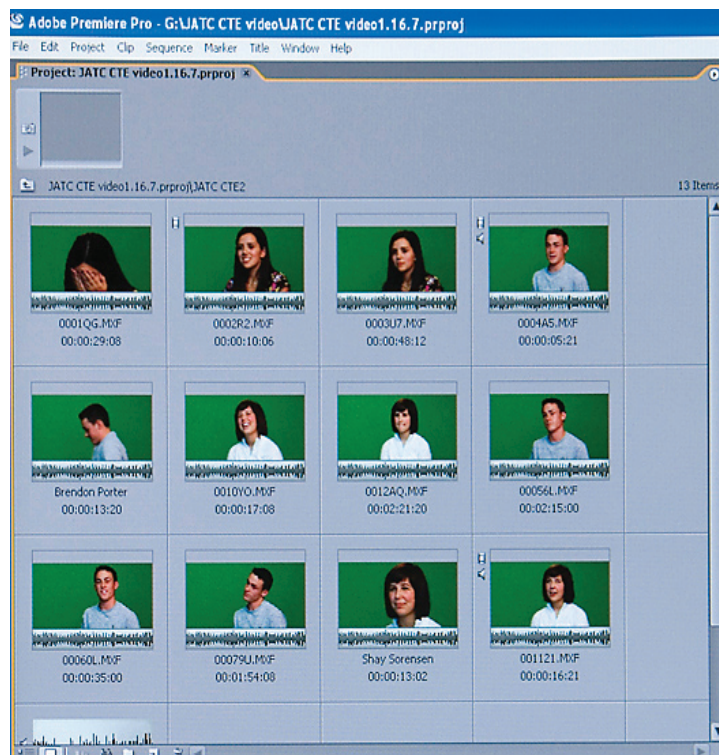 Adobe Premiere Pro - G:\JATC CTE video\JATC CTE video1.16.7.prproj
File Edit Project Clip Sequence Marker Title Window Help
Project: JATC CTE video1.16.7.prproj
JATC CTE video1.16.7.prproj\JATC CTE2 13 Items
0001QG.MXF 0002R2.MXF 0003U7.MXF 0004A5.MXF
00:00:29:08 00:00:10:06 00:00:48:12 00:00:05:21
Brendon Porter 0010YO.MXF 0012AQ.MXF 00056L.MXF
00:00:13:20 00:00:17:08 00:02:21:20 00:02:15:00
00060L.MXF 00079U.MXF Shay Sorensen 001121.MXF
00:00:35:00 00:01:54:08 00:00:13:02 00:00:16:21